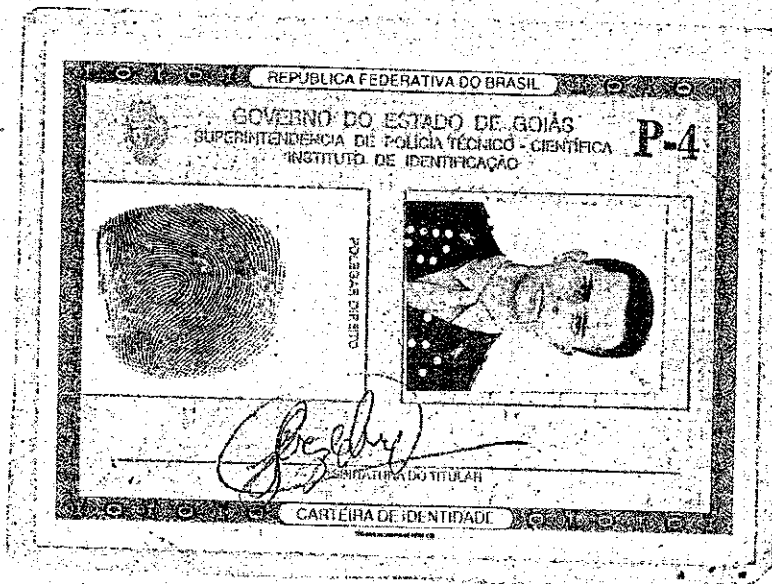 REPÚBLICA FEDERATIVA DO BRASIL
GOVERNO DO ESTADO DE GOIÁS
SUPERINTENDÊNCIA DE POLÍCIA TÉCNICO - CIENTÍFICA
INSTITUTO DE IDENTIFICAÇÃO
P-4
POLEGAR DIREITO
ASSINATURA DO TITULAR
CARTEIRA DE IDENTIDADE